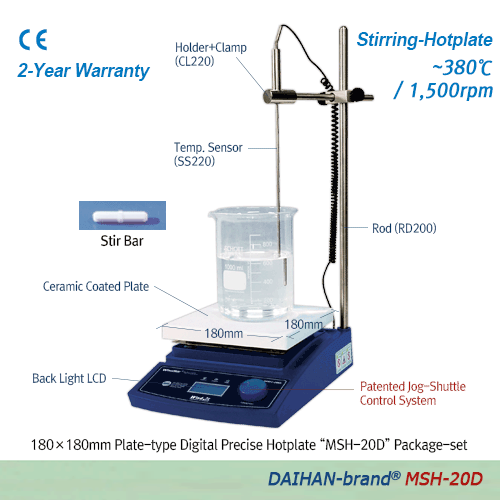 CE
2-Year Warranty
Holder+Clamp
(CL220)
Stirring-Hotplate
~380℃
/ 1,500rpm
Temp. Sensor
(SS220)
Stir Bar
Rod (RD200)
Ceramic Coated Plate
180mm
180mm
Back Light LCD
Patented Jog-Shuttle
Control System
180×180mm Plate-type Digital Precise Hotplate “MSH-20D” Package-set
DAIHAN-brand® MSH-20D